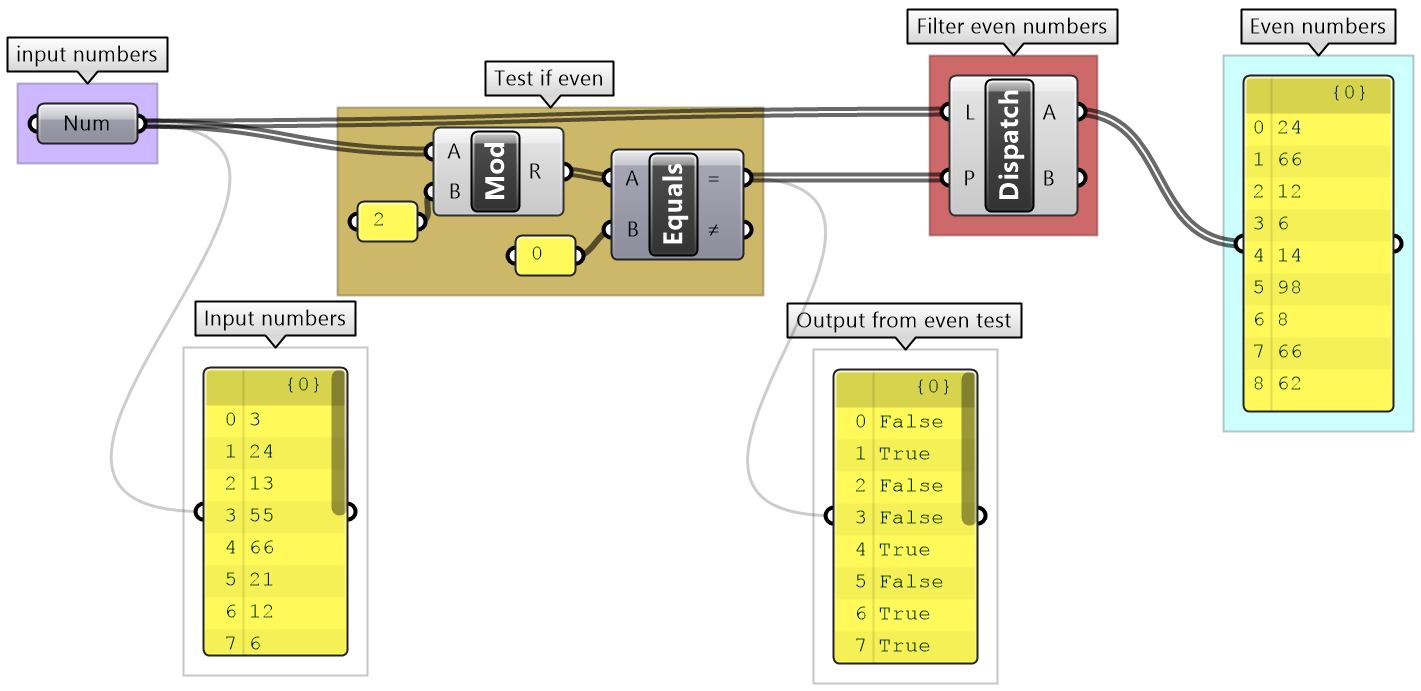 input numbers
Num
Test if even
A
B
Mod
R
2
A
B
Equals
=
≠
0
Filter even numbers
L
P
Dispatch
A
B
Even numbers
{0}
0 24
1 66
2 12
3 6
4 14
5 98
6 8
7 66
8 62
Input numbers
{0}
0 3
1 24
2 13
3 55
4 66
5 21
6 12
7 6
Output from even test
{0}
0 False
1 True
2 False
3 False
4 True
5 False
6 True
7 True